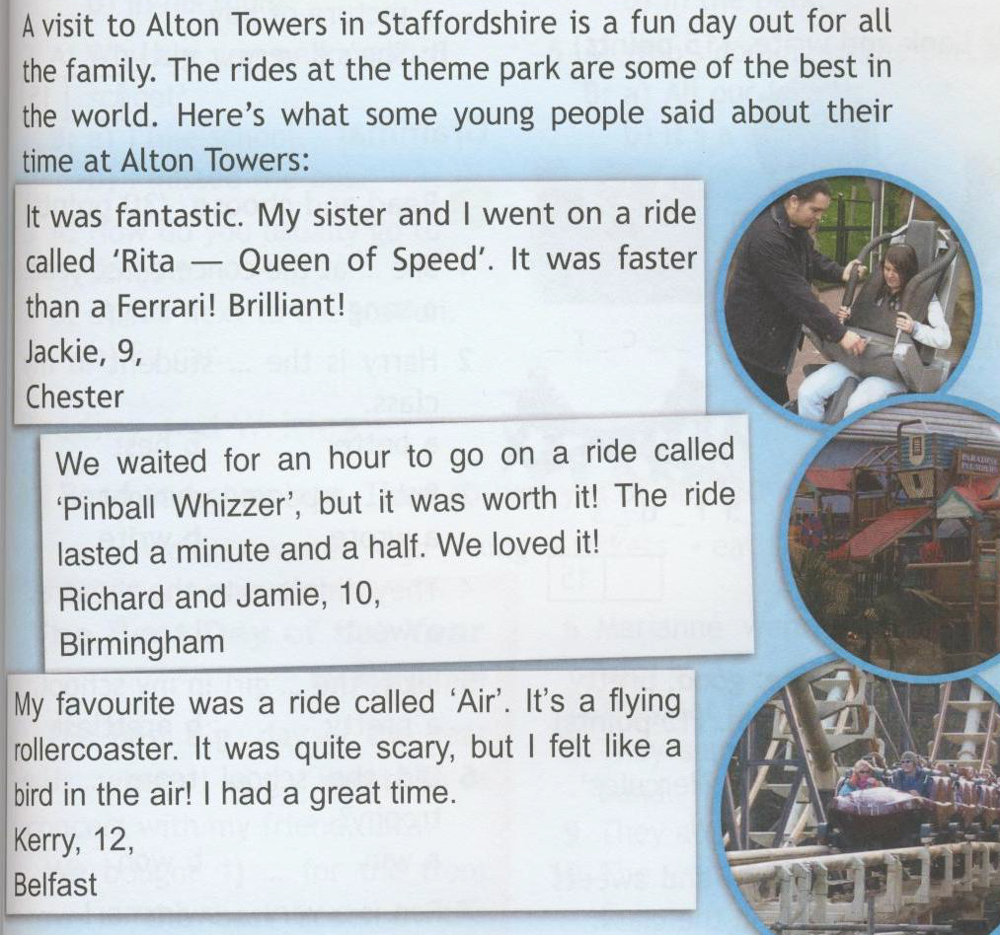 A visit to Alton Towers in Staffordshire is a fun day out for all
the family. The rides at the theme park are some of the best in
the world. Here's what some young people said about their
time at Alton Towers:
It was fantastic. My sister and I went on a ride
called 'Rita — Queen of Speed'. It was faster
than a Ferrari! Brilliant!
Jackie, 9,
Chester
We waited for an hour to go on a ride called
'Pinball Whizzer', but it was worth it! The ride
lasted a minute and a half. We loved it!
Richard and Jamie, 10,
Birmingham
My favourite was a ride called 'Air'. It's a flying
rollercoaster. It was quite scary, but I felt like a
bird in the air! I had a great time.
Kerry, 12,
Belfast